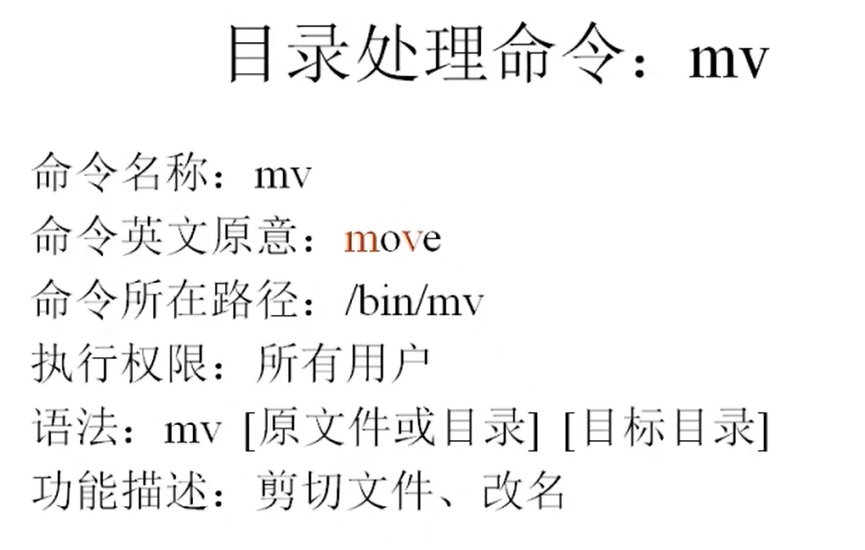 目录处理命令：mv
命令名称：mv
命令英文原意：move
命令所在路径：/bin/mv
执行权限：所有用户
语法：mv [原文件或目录] [目标目录]
功能描述：剪切文件、改名